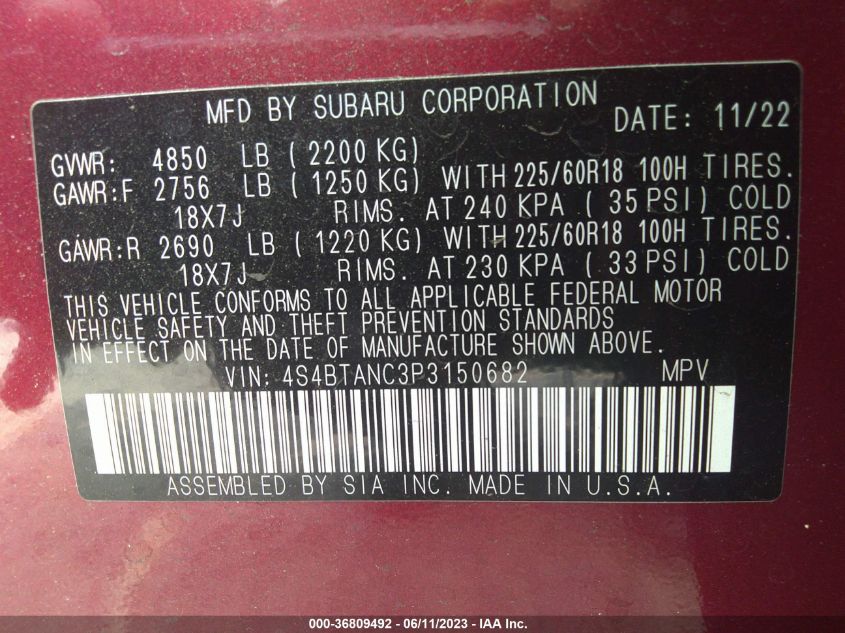 MFD BY SUBARU CORPORATION DATE: 11/22
GVWR: 4850 LB ( 2200 KG)
GAWR:F 2756 LB ( 1250 KG) WITH 225/60R18 100H TIRES.
18X7J RIMS. AT 240 KPA ( 35 PSI) COLD
GAWR:R 2690 LB ( 1220 KG) WITH 225/60R18 100H TIRES.
18X7J RIMS. AT 230 KPA ( 33 PSI) COLD
THIS VEHICLE CONFORMS TO ALL APPLICABLE FEDERAL MOTOR
VEHICLE SAFETY AND THEFT PREVENTION STANDARDS
IN EFFECT ON THE DATE OF MANUFACTURE SHOWN ABOVE.
VIN: 4S4BTANC3P3150682 MPV
ASSEMBLED BY SIA INC. MADE IN U.S.A.
000-36809492 - 06/11/2023 - IAA Inc.